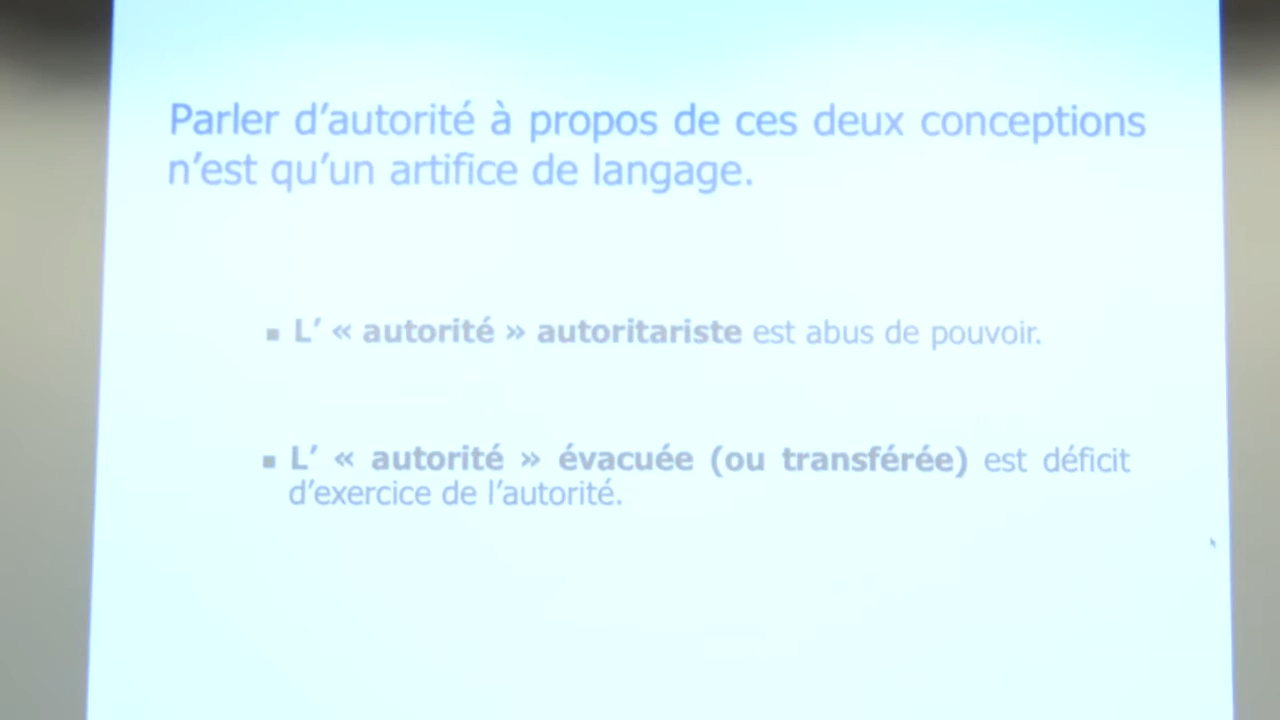 Parler d’autorité à propos de ces deux conceptions
n’est qu’un artifice de langage.
▪ L’ « autorité » autoritariste est abus de pouvoir.
▪ L’ « autorité » évacuée (ou transférée) est déficit
d’exercice de l’autorité.